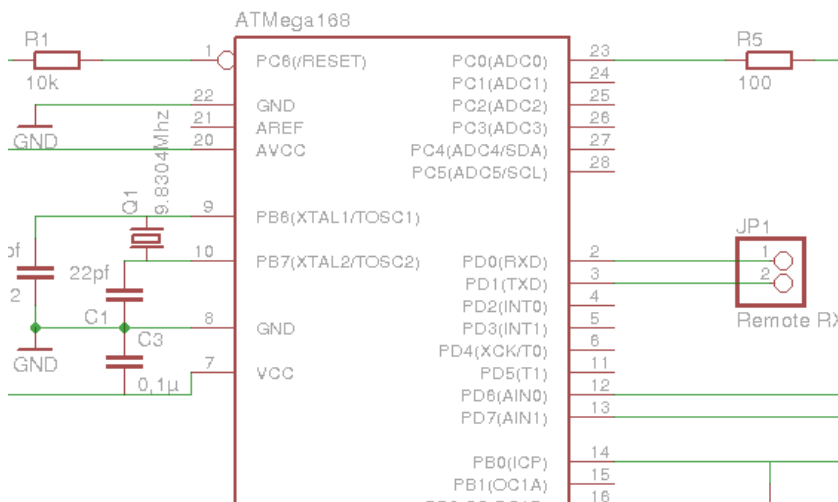 ATMega168
R1
10k
1 PC6(/RESET)
22 GND
21 AREF
20 AVCC
GND
Q1
9.8304Mhz
9 PB6(XTAL1/TOSC1)
10 PB7(XTAL2/TOSC2)
pf
2
22pf
C1
8 GND
GND
C3
0,1µ
7 VCC
PC0(ADC0) 23
PC1(ADC1) 24
PC2(ADC2) 25
PC3(ADC3) 26
PC4(ADC4/SDA) 27
PC5(ADC5/SCL) 28
R5
100
PD0(RXD) 2
PD1(TXD) 3
PD2(INT0) 4
PD3(INT1) 5
PD4(XCK/T0) 6
PD5(T1) 11
PD6(AIN0) 12
PD7(AIN1) 13
PB0(ICP) 14
PB1(OC1A) 15
16
JP1
1
2
Remote RX